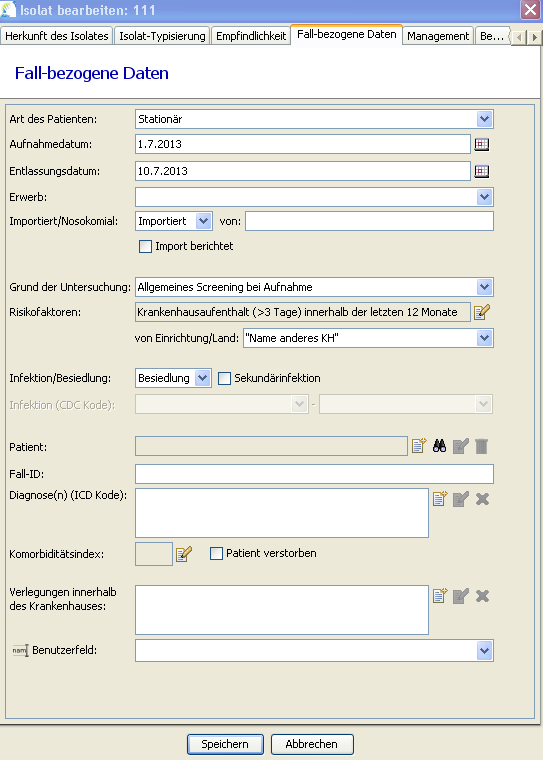 Isolat bearbeiten: 111
Herkunft des Isolates Isolat-Typisierung Empfindlichkeit Fall-bezogene Daten Management Be...
Fall-bezogene Daten
Art des Patienten: Stationär
Aufnahmedatum: 1.7.2013
Entlassungsdatum: 10.7.2013
Erwerb:
Importiert/Nosokomial: Importiert von:
Import berichtet
Grund der Untersuchung: Allgemeines Screening bei Aufnahme
Risikofaktoren: Krankenhausaufenthalt (>3 Tage) innerhalb der letzten 12 Monate
von Einrichtung/Land: "Name anderes KH"
Infektion/Besiedlung: Besiedlung Sekundärinfektion
Infektion (CDC Kode): -
Patient:
Fall-ID:
Diagnose(n) (ICD Kode):
Komorbiditätsindex: Patient verstorben
Verlegungen innerhalb
des Krankenhauses:
nam Benutzerfeld:
Speichern Abbrechen